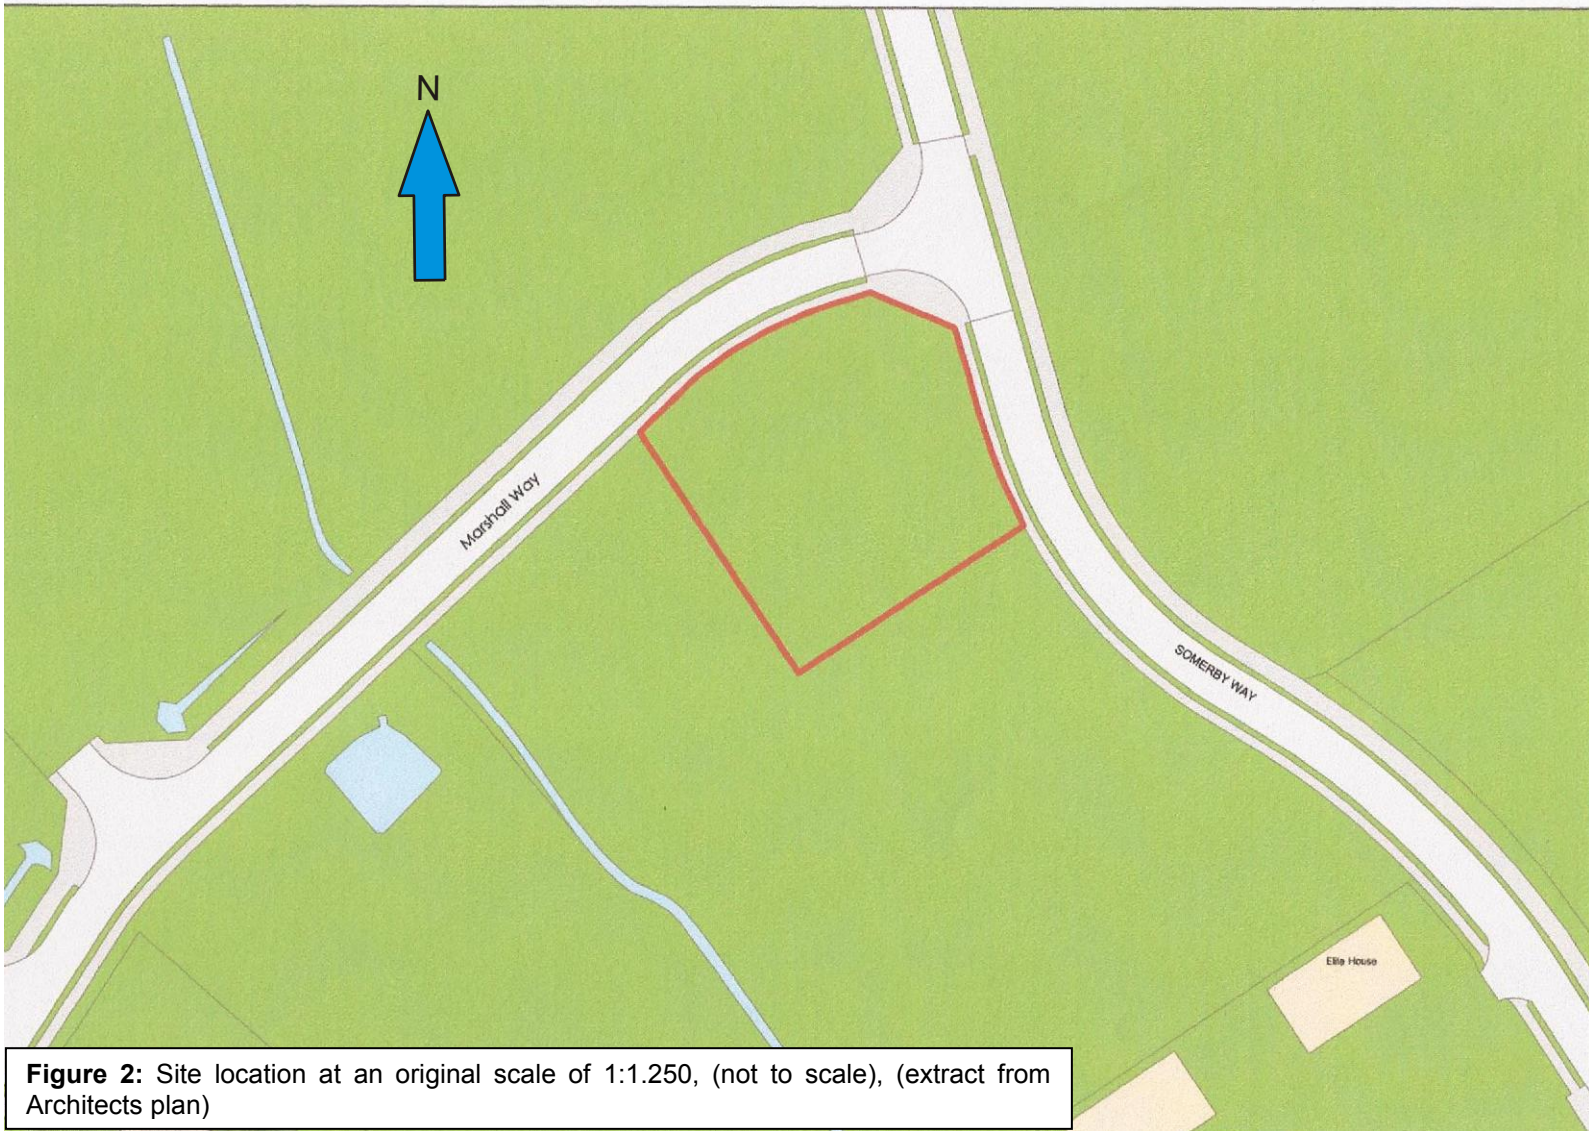 N
Marshall Way
SOMERBY WAY
Elite House
Figure 2: Site location at an original scale of 1:1.250, (not to scale), (extract from
Architects plan)